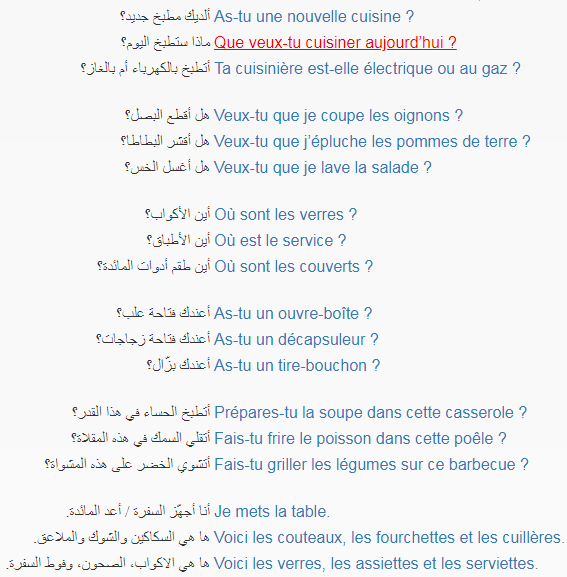 ألديك مطبخ جديد؟ As-tu une nouvelle cuisine ?
ماذا ستطبخ اليوم؟ Que veux-tu cuisiner aujourd’hui ?
أتطبخ بالكهرباء أم بالغاز؟ Ta cuisinière est-elle électrique ou au gaz ?
هل أقطع البصل؟ Veux-tu que je coupe les oignons ?
هل أقشر البطاطا؟ Veux-tu que j’épluche les pommes de terre ?
هل أغسل الخس؟ Veux-tu que je lave la salade ?
أين الأكواب؟ Où sont les verres ?
أين الأطباق؟ Où est le service ?
أين طقم أدوات المائدة؟ Où sont les couverts ?
أعندك فتاحة علب؟ As-tu un ouvre-boîte ?
أعندك فتاحة زجاجات؟ As-tu un décapsuleur ?
أعندك بزّال؟ As-tu un tire-bouchon ?
أتطبخ الحساء في هذا القدر؟ Prépares-tu la soupe dans cette casserole ?
أتقلي السمك في هذه المقلاة؟ Fais-tu frire le poisson dans cette poêle ?
أتشوي الخضر على هذه المشواة؟ Fais-tu griller les légumes sur ce barbecue ?
أنا أجهّز السفرة / أعد المائدة. Je mets la table.
ها هي السكاكين والشوك والملاعق. Voici les couteaux, les fourchettes et les cuillères.
ها هي الاكواب، الصحون، وفوط السفرة. Voici les verres, les assiettes et les serviettes.